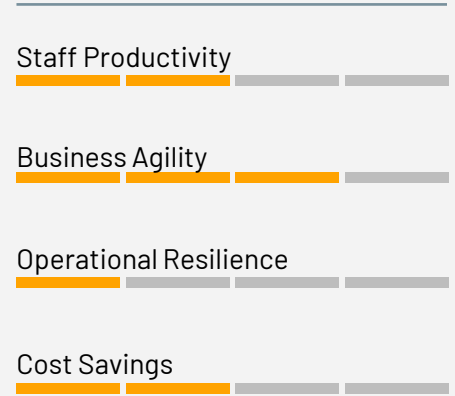 Staff Productivity
Business Agility
Operational Resilience
Cost Savings